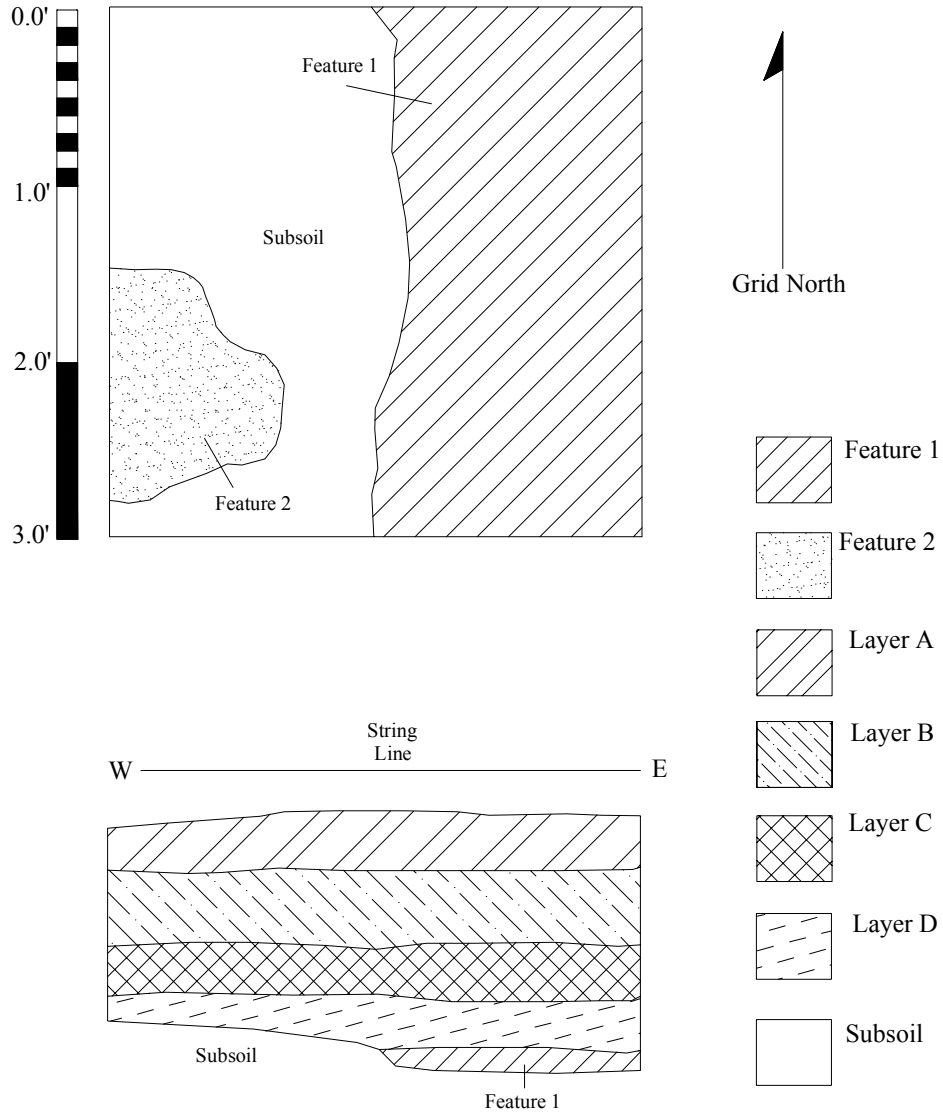 0.0'
1.0'
2.0'
3.0'
Feature 1
Subsoil
Feature 2
Grid North
Feature 1
Feature 2
Layer A
Layer B
Layer C
Layer D
Subsoil
String
Line
W
E
Subsoil
Feature 1